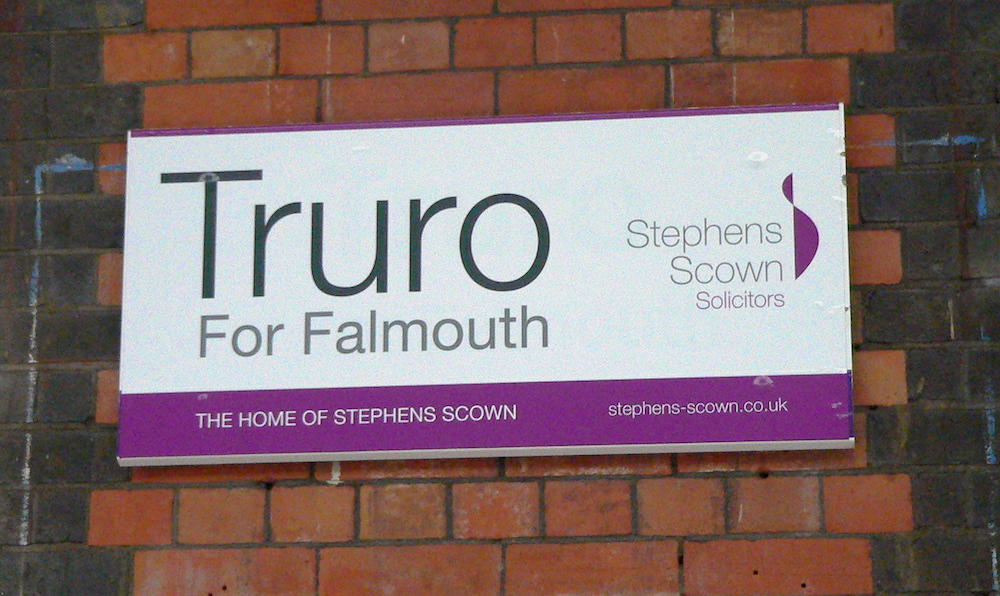 Truro
For Falmouth
Stephens
Scown
Solicitors
THE HOME OF STEPHENS SCOWN
stephens-scown.co.uk